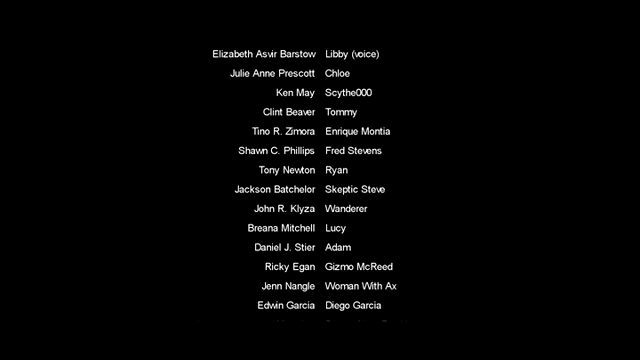 Elizabeth Asvir Barstow Libby (voice)
Julie Anne Prescott Chloe
Ken May Scythe000
Clint Beaver Tommy
Tino R. Zimora Enrique Montia
Shawn C. Phillips Fred Stevens
Tony Newton Ryan
Jackson Batchelor Skeptic Steve
John R. Klyza Wanderer
Breana Mitchell Lucy
Daniel J. Stier Adam
Ricky Egan Gizmo McReed
Jenn Nangle Woman With Ax
Edwin Garcia Diego Garcia